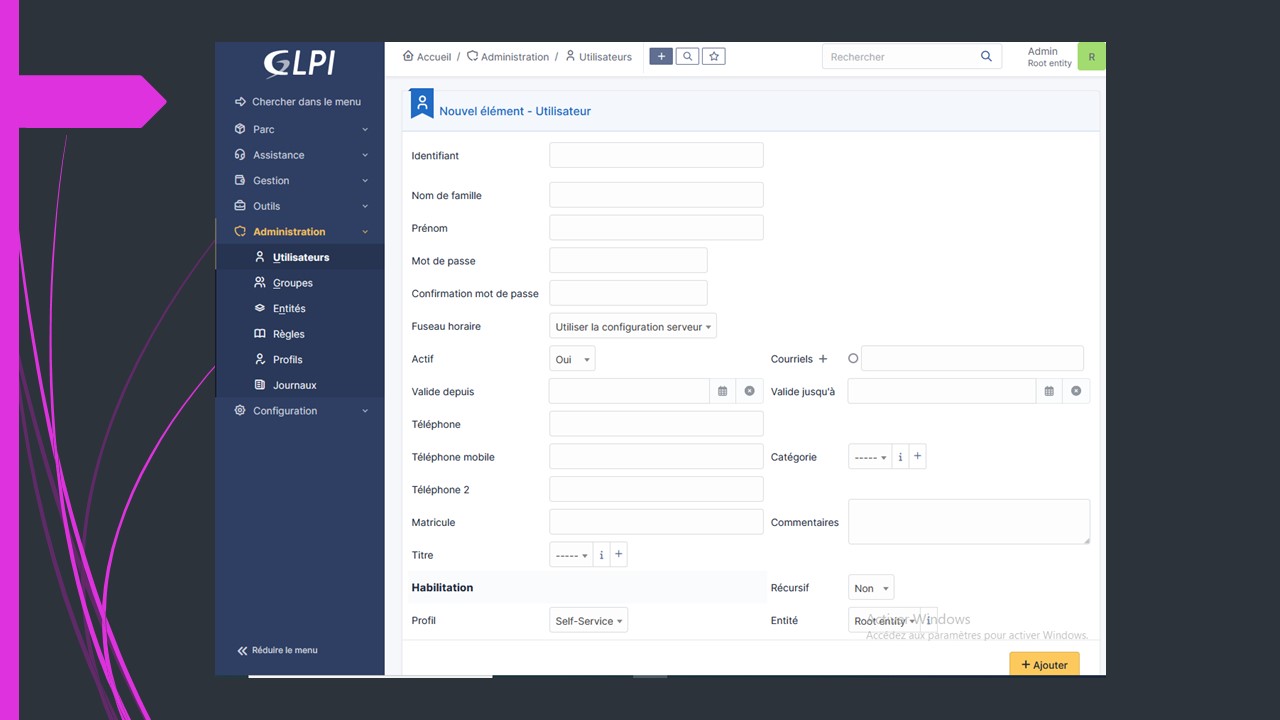 GLPI
Accueil / Administration / Utilisateurs
Rechercher
Admin
Root entity
R
Chercher dans le menu
Parc
Assistance
Gestion
Outils
Administration
Utilisateurs
Groupes
Entités
Règles
Profils
Journaux
Configuration
Réduire le menu
Nouvel élément - Utilisateur
Identifiant
Nom de famille
Prénom
Mot de passe
Confirmation mot de passe
Fuseau horaire Utiliser la configuration serveur
Actif Oui Courriels +
Valide depuis Valide jusqu'à
Téléphone
Téléphone mobile Catégorie ----- i +
Téléphone 2
Matricule Commentaires
Titre ----- i +
Habilitation Récursif Non
Profil Self-Service Entité Root entity i
Activer Windows
Accédez aux paramètres pour activer Windows.
+ Ajouter